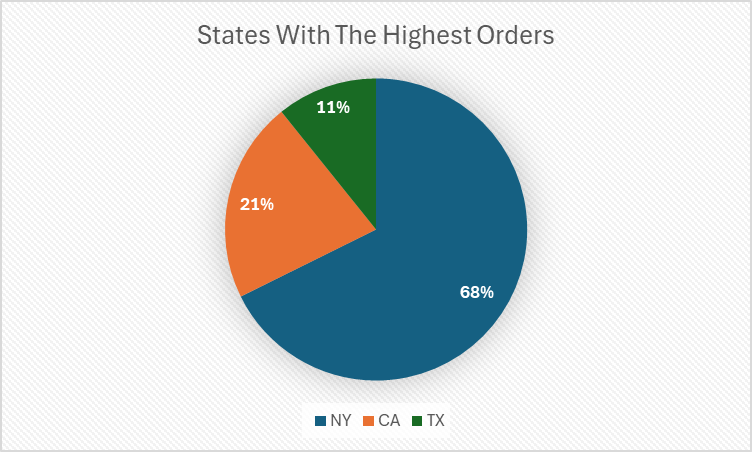 States With The Highest Orders
11%
21%
68%
NY CA TX